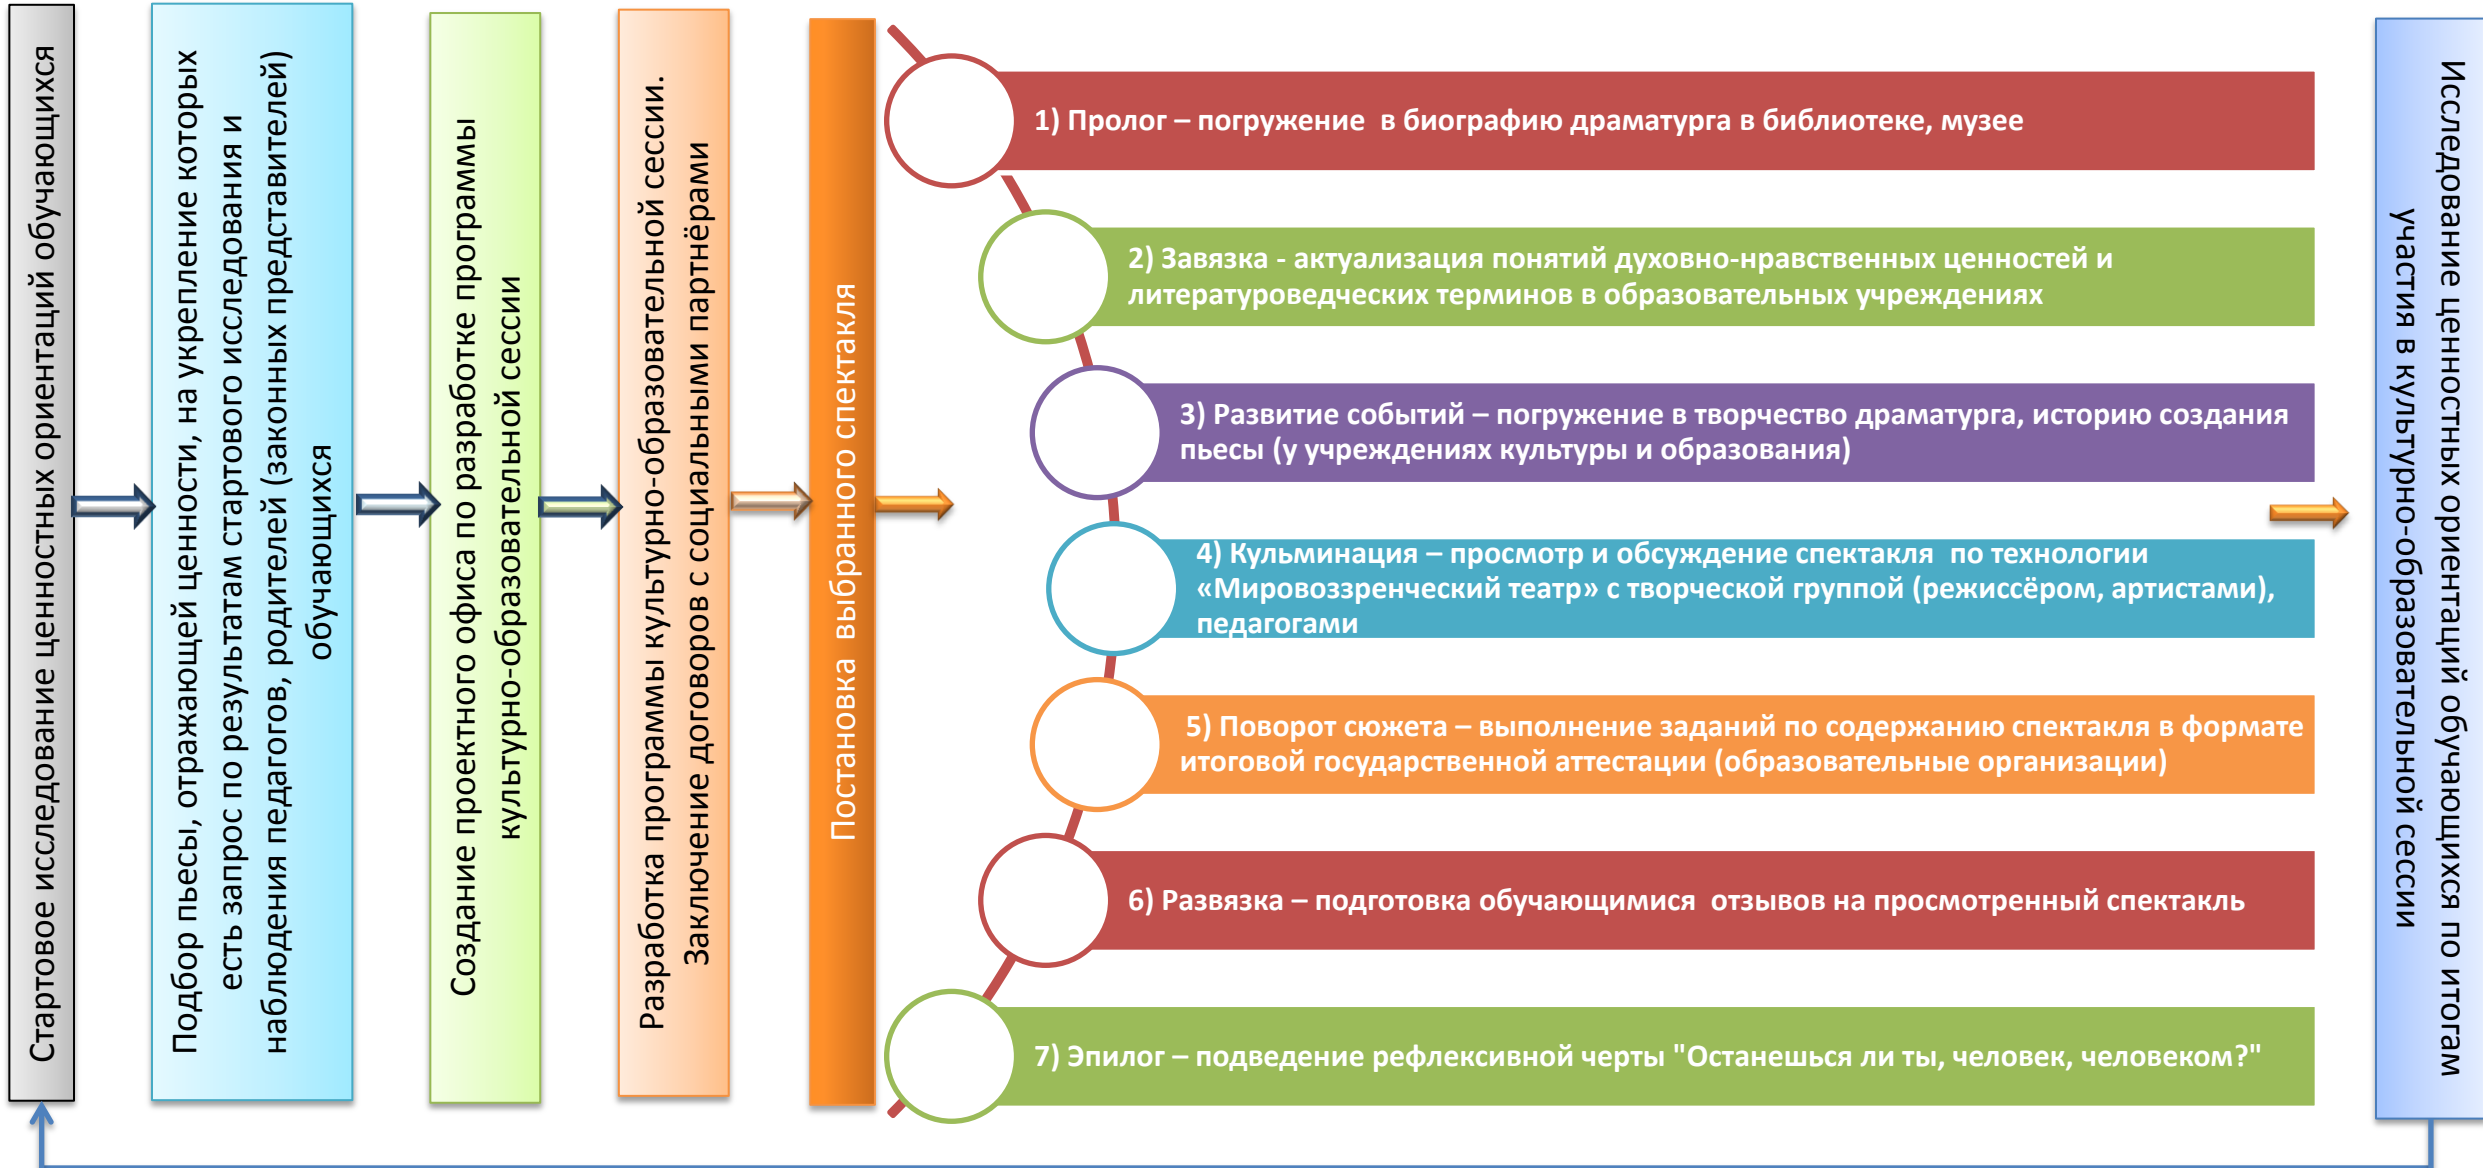 Стартовое исследование ценностных ориентаций обучающихся
Подбор пьесы, отражающей ценности, на укрепление которых
есть запрос по результатам стартового исследования и
наблюдения педагогов, родителей (законных представителей)
обучающихся
Создание проектного офиса по разработке программы
культурно-образовательной сессии
Разработка программы культурно-образовательной сессии.
Заключение договоров с социальными партнёрами
Постановка выбранного спектакля
1) Пролог – погружение в биографию драматурга в библиотеке, музее
2) Завязка - актуализация понятий духовно-нравственных ценностей и
литературоведческих терминов в образовательных учреждениях
3) Развитие событий – погружение в творчество драматурга, историю создания
пьесы (у учреждениях культуры и образования)
4) Кульминация – просмотр и обсуждение спектакля по технологии
«Мировоззренческий театр» с творческой группой (режиссёром, артистами),
педагогами
5) Поворот сюжета – выполнение заданий по содержанию спектакля в формате
итоговой государственной аттестации (образовательные организации)
6) Развязка – подготовка обучающимися отзывов на просмотренный спектакль
7) Эпилог – подведение рефлексивной черты "Останешься ли ты, человек, человеком?"
Исследование ценностных ориентаций обучающихся по итогам
участия в культурно-образовательной сессии